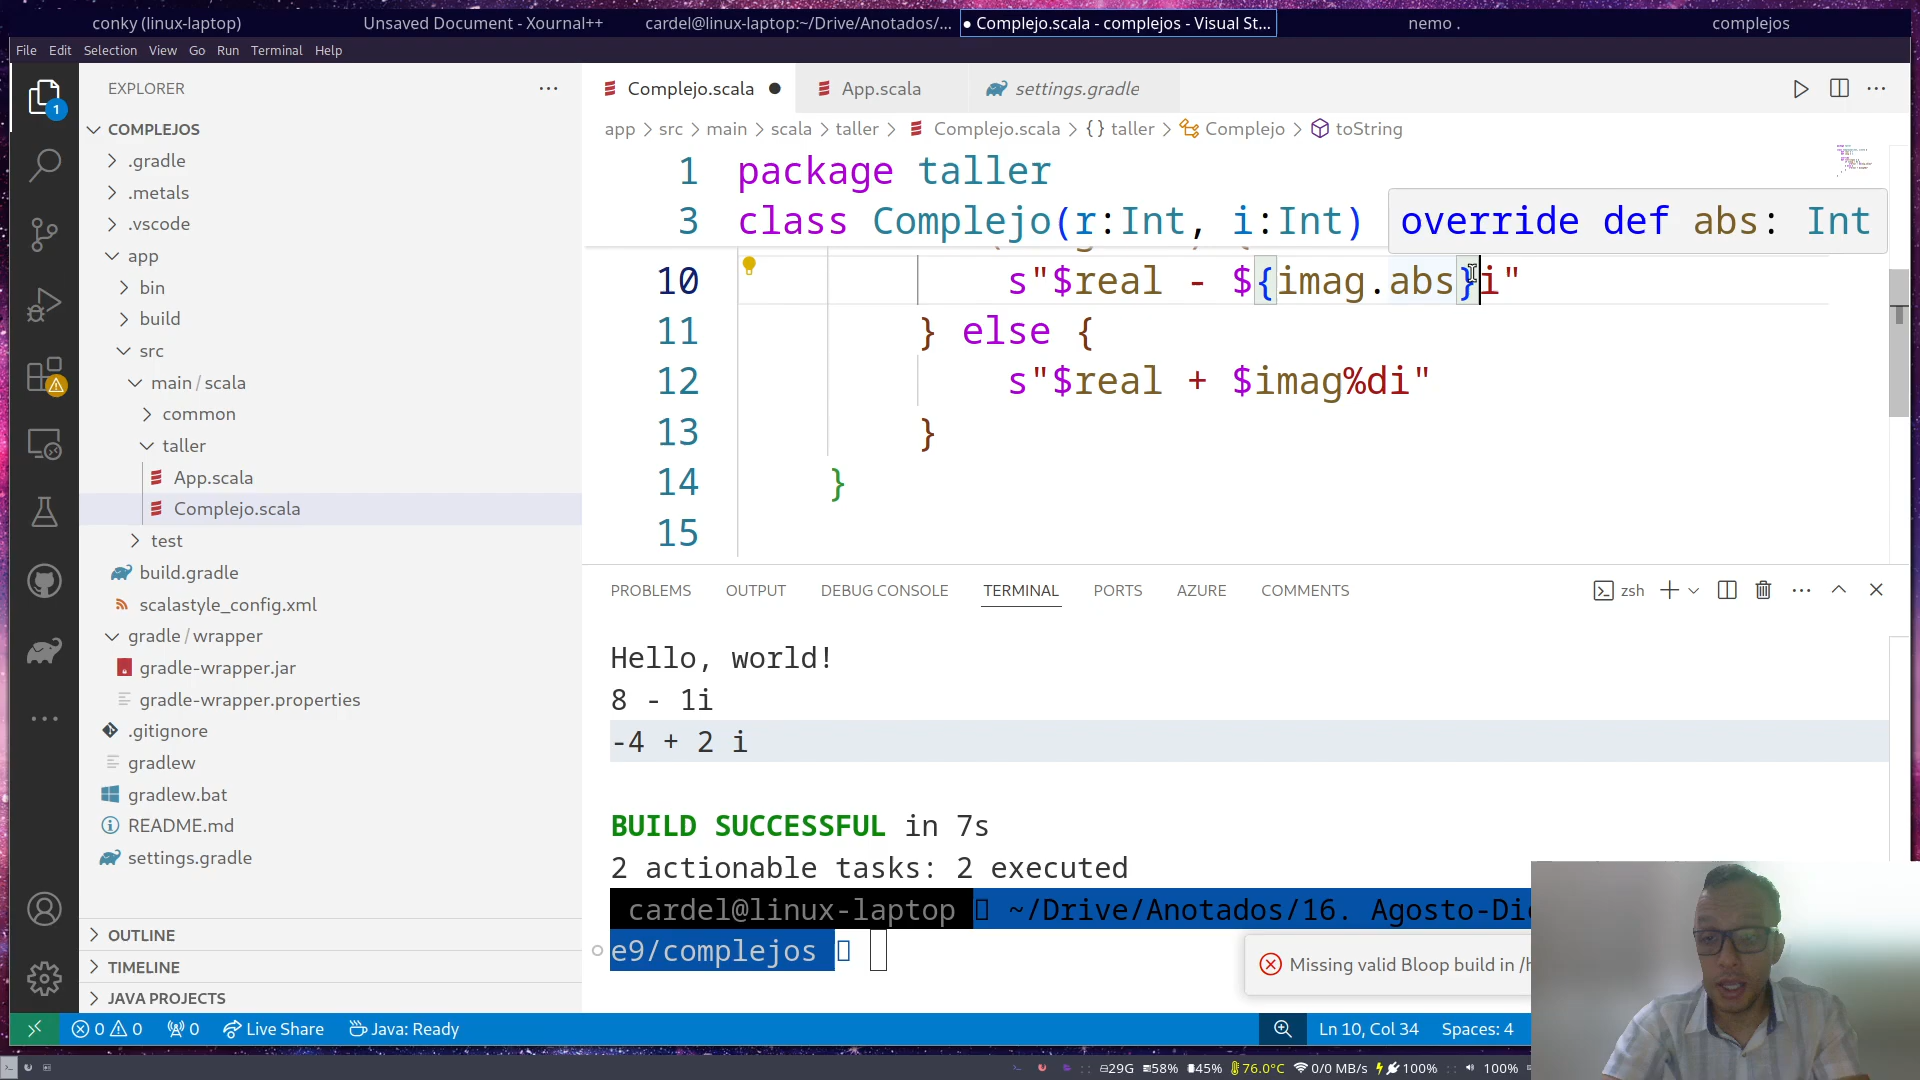 conky (linux-laptop)
Unsaved Document - Xournal++
cardel@linux-laptop:~/Drive/Anotados/...
● Complejo.scala - complejos - Visual St...
nemo .
complejos
File Edit Selection View Go Run Terminal Help
EXPLORER
COMPLEJOS
.gradle
.metals
.vscode
app
bin
build
src
main / scala
common
taller
App.scala
Complejo.scala
test
build.gradle
scalastyle_config.xml
gradle / wrapper
gradle-wrapper.jar
gradle-wrapper.properties
.gitignore
gradlew
gradlew.bat
README.md
settings.gradle
OUTLINE
TIMELINE
JAVA PROJECTS
1
Complejo.scala
App.scala
settings.gradle
app > src > main > scala > taller > Complejo.scala > {} taller > Complejo > toString
1 package taller
3 class Complejo(r:Int, i:Int)
override def abs: Int
10 s"$real - ${imag.abs}i"
11 } else {
12 s"$real + $imag%di"
13 }
14 }
15
PROBLEMS OUTPUT DEBUG CONSOLE TERMINAL PORTS AZURE COMMENTS
zsh
Hello, world!
8 - 1i
-4 + 2 i
BUILD SUCCESSFUL in 7s
2 actionable tasks: 2 executed
cardel@linux-laptop ~/Drive/Anotados/16. Agosto-Di
e9/complejos
Missing valid Bloop build in /h
0 0 0 Live Share Java: Ready
Ln 10, Col 34 Spaces: 4
29G 58% 45% 76.0°C 0/0 MB/s 100% 100%